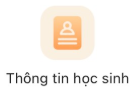 Thông tin học sinh